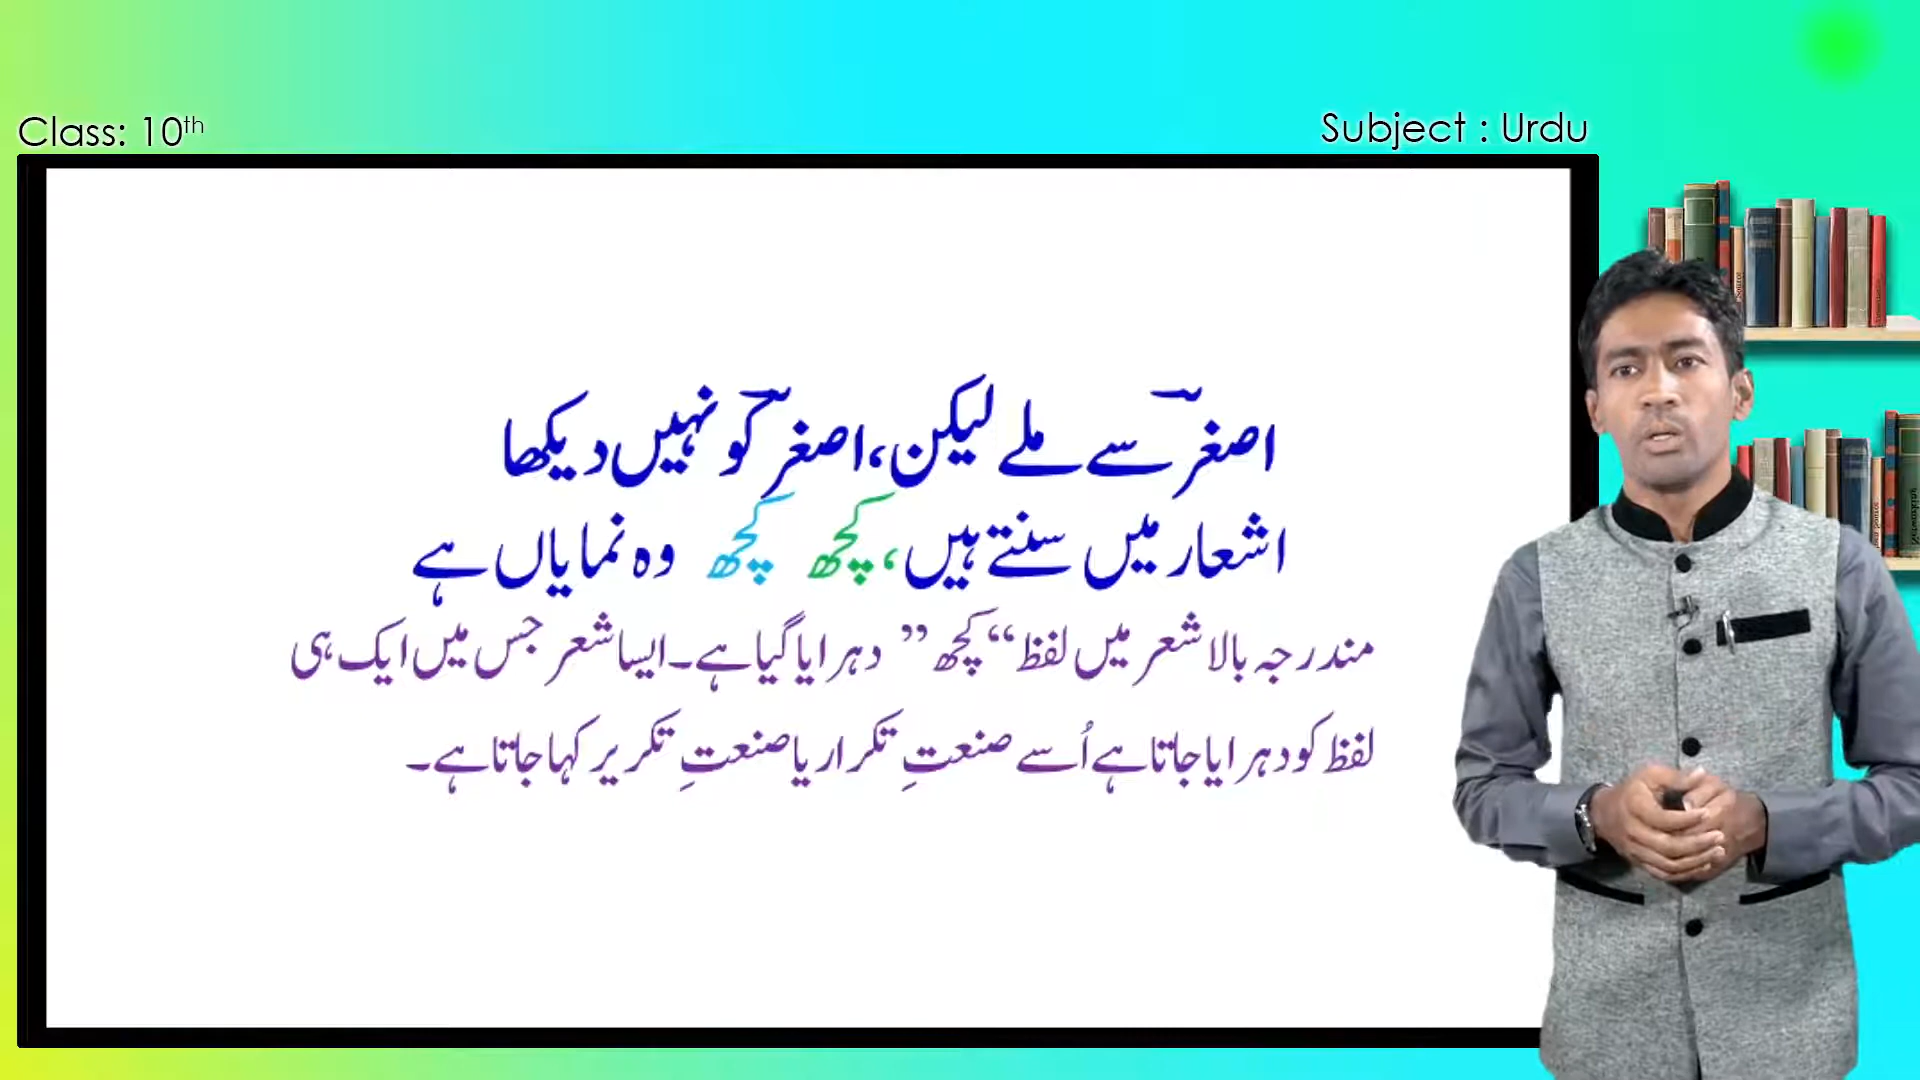 Class: 10th
Subject : Urdu
اصغرؔ سے ملے لیکن، اصغرؔ کو نہیں دیکھا
اشعار میں سنتے ہیں، کچھ کچھ وہ نمایاں ہے
مندرجہ بالا شعر میں لفظ “کچھ” دہرایا گیا ہے۔ ایسا شعر جس میں ایک ہی
لفظ کو دہرایا جاتا ہے اُسے صنعتِ تکرار یا صنعتِ تکریر کہا جاتا ہے۔